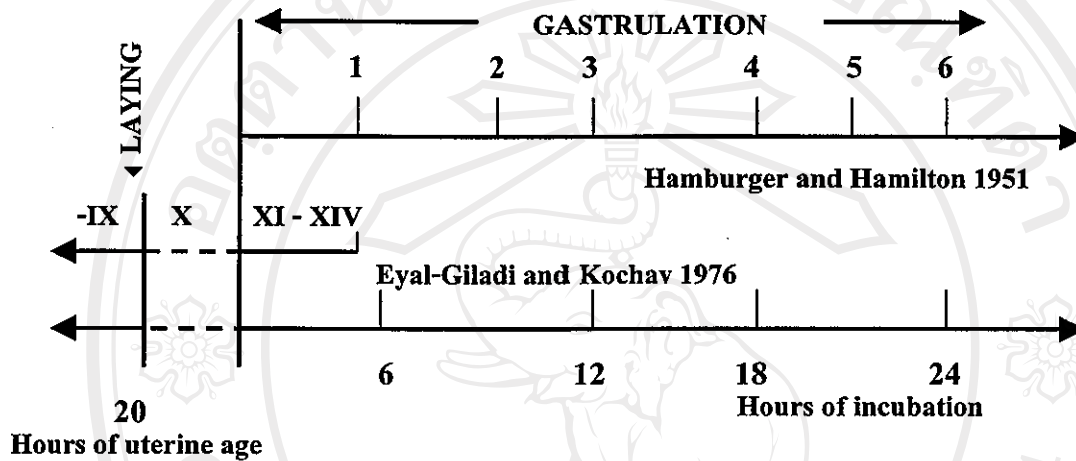 GASTRULATION
LAYING
1 2 3 4 5 6
Hamburger and Hamilton 1951
-IX X XI - XIV
Eyal-Giladi and Kochav 1976
6 12 18 24
20 Hours of incubation
Hours of uterine age